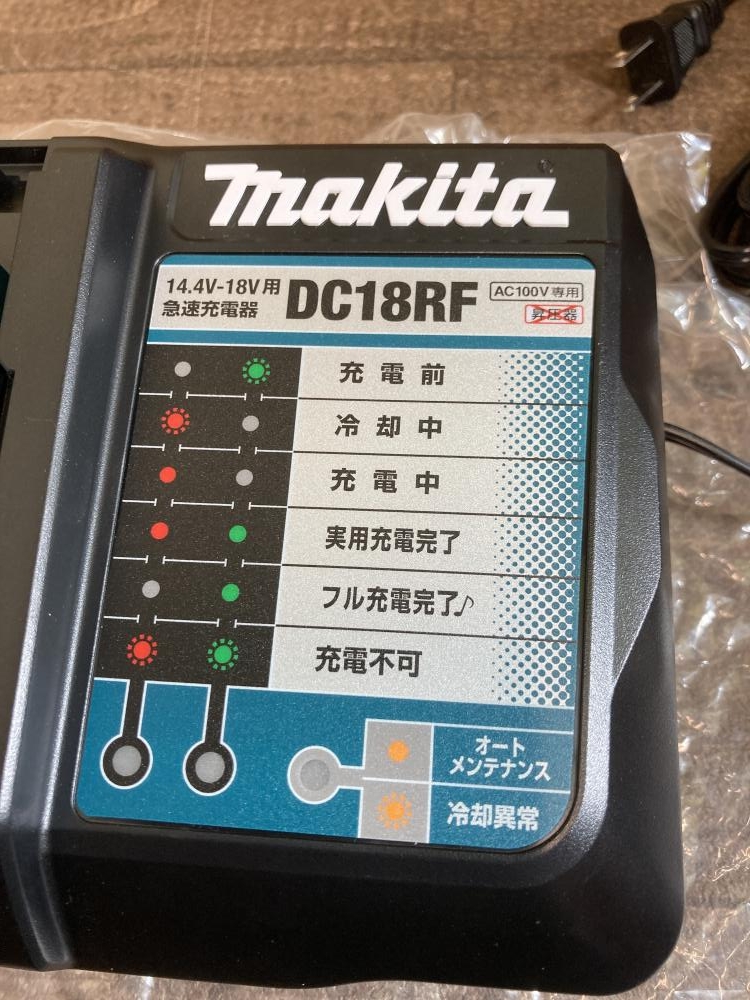 makita
14.4V-18V用
急速充電器
DC18RF
AC100V専用
昇圧器
充電前
冷却中
充電中
実用充電完了
フル充電完了♪
充電不可
オート
メンテナンス
冷却異常